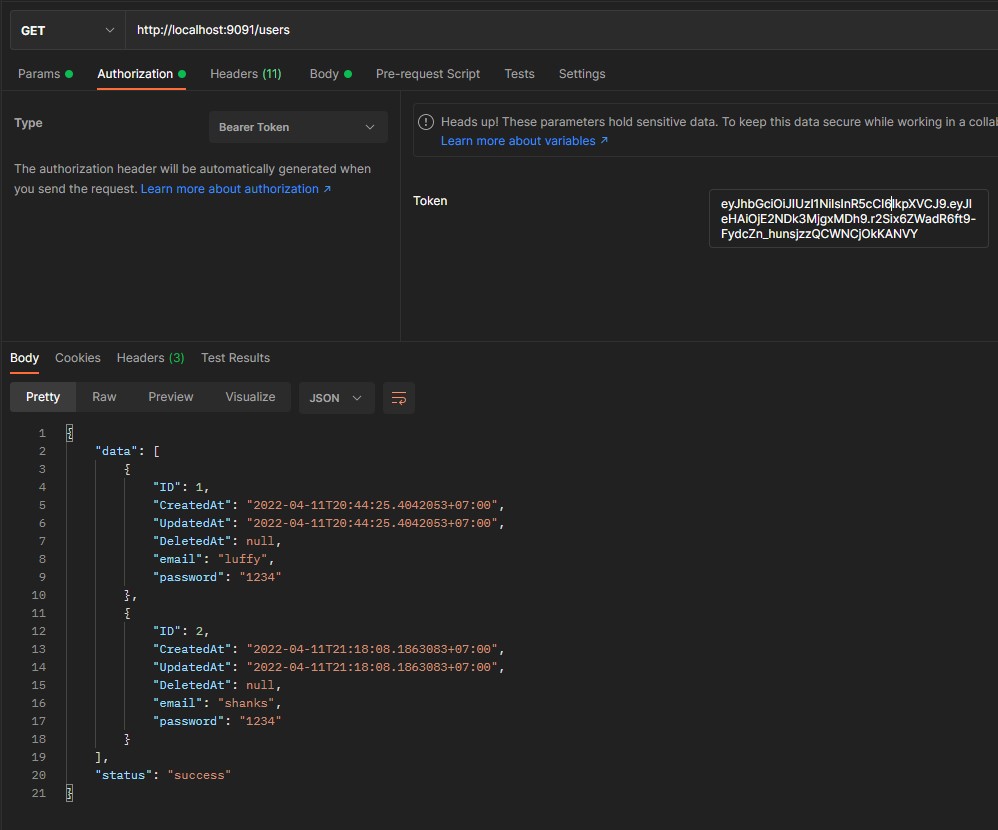 GET http://localhost:9091/users
Params Authorization Headers (11) Body Pre-request Script Tests Settings
Type Bearer Token
The authorization header will be automatically generated when
you send the request. Learn more about authorization ↗
Heads up! These parameters hold sensitive data. To keep this data secure while working in a collab
Learn more about variables ↗
Token
eyJhbGciOiJIUzI1NiIsInR5cCI6IkpXVCJ9.eyJl
eHAiOjE2NDk3MjgxMDh9.r2Six6ZWadR6ft9-
FydcZn_hunsjzzQCWNCjOkKANVY
Body Cookies Headers (3) Test Results
Pretty Raw Preview Visualize JSON
1 {
2 "data": [
3 {
4 "ID": 1,
5 "CreatedAt": "2022-04-11T20:44:25.4042053+07:00",
6 "UpdatedAt": "2022-04-11T20:44:25.4042053+07:00",
7 "DeletedAt": null,
8 "email": "luffy",
9 "password": "1234"
10 },
11 {
12 "ID": 2,
13 "CreatedAt": "2022-04-11T21:18:08.1863083+07:00",
14 "UpdatedAt": "2022-04-11T21:18:08.1863083+07:00",
15 "DeletedAt": null,
16 "email": "shanks",
17 "password": "1234"
18 }
19 ],
20 "status": "success"
21 }